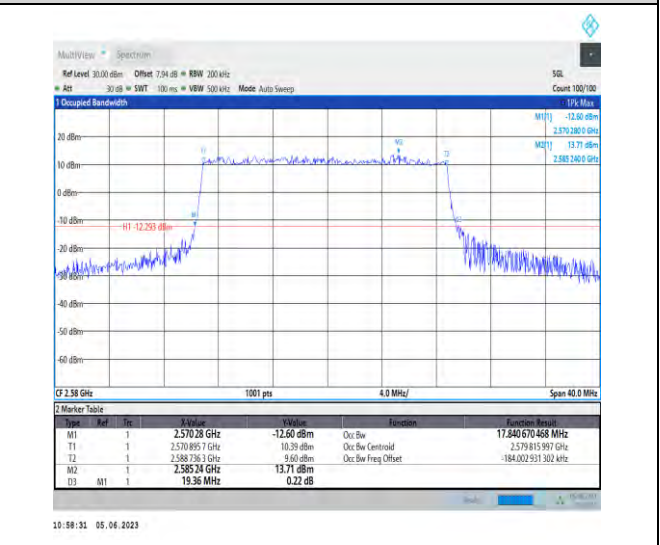 MultiView Spectrum
Ref Level 30.00 dBm Offset 7.94 dB RBW 200 kHz SGL
Att 30 dB SWT 100 ms VBW 500 kHz Mode Auto Sweep Count 100/100
1 Occupied Bandwidth 1Pk Max
M1[1] -12.60 dBm
2.570 280 0 GHz
M2[1] 13.71 dBm
2.585 240 0 GHz
20 dBm
T1 M2 T2
10 dBm
0 dBm
M1
-10 dBm
H1 -12.293 dBm
-20 dBm
-30 dBm
-40 dBm
-50 dBm
-60 dBm
CF 2.58 GHz 1001 pts 4.0 MHz/ Span 40.0 MHz
2 Marker Table
Type Ref Trc X-Value Y-Value Function Function Result
M1 1 2.570 28 GHz -12.60 dBm Occ Bw 17.840 670 468 MHz
T1 1 2.570 895 7 GHz 10.39 dBm Occ Bw Centroid 2.579 815 997 GHz
T2 1 2.588 736 3 GHz 9.60 dBm Occ Bw Freq Offset -184.002 931 302 kHz
M2 1 2.585 24 GHz 13.71 dBm
D3 M1 1 19.36 MHz 0.22 dB
10:58:31 05.06.2023